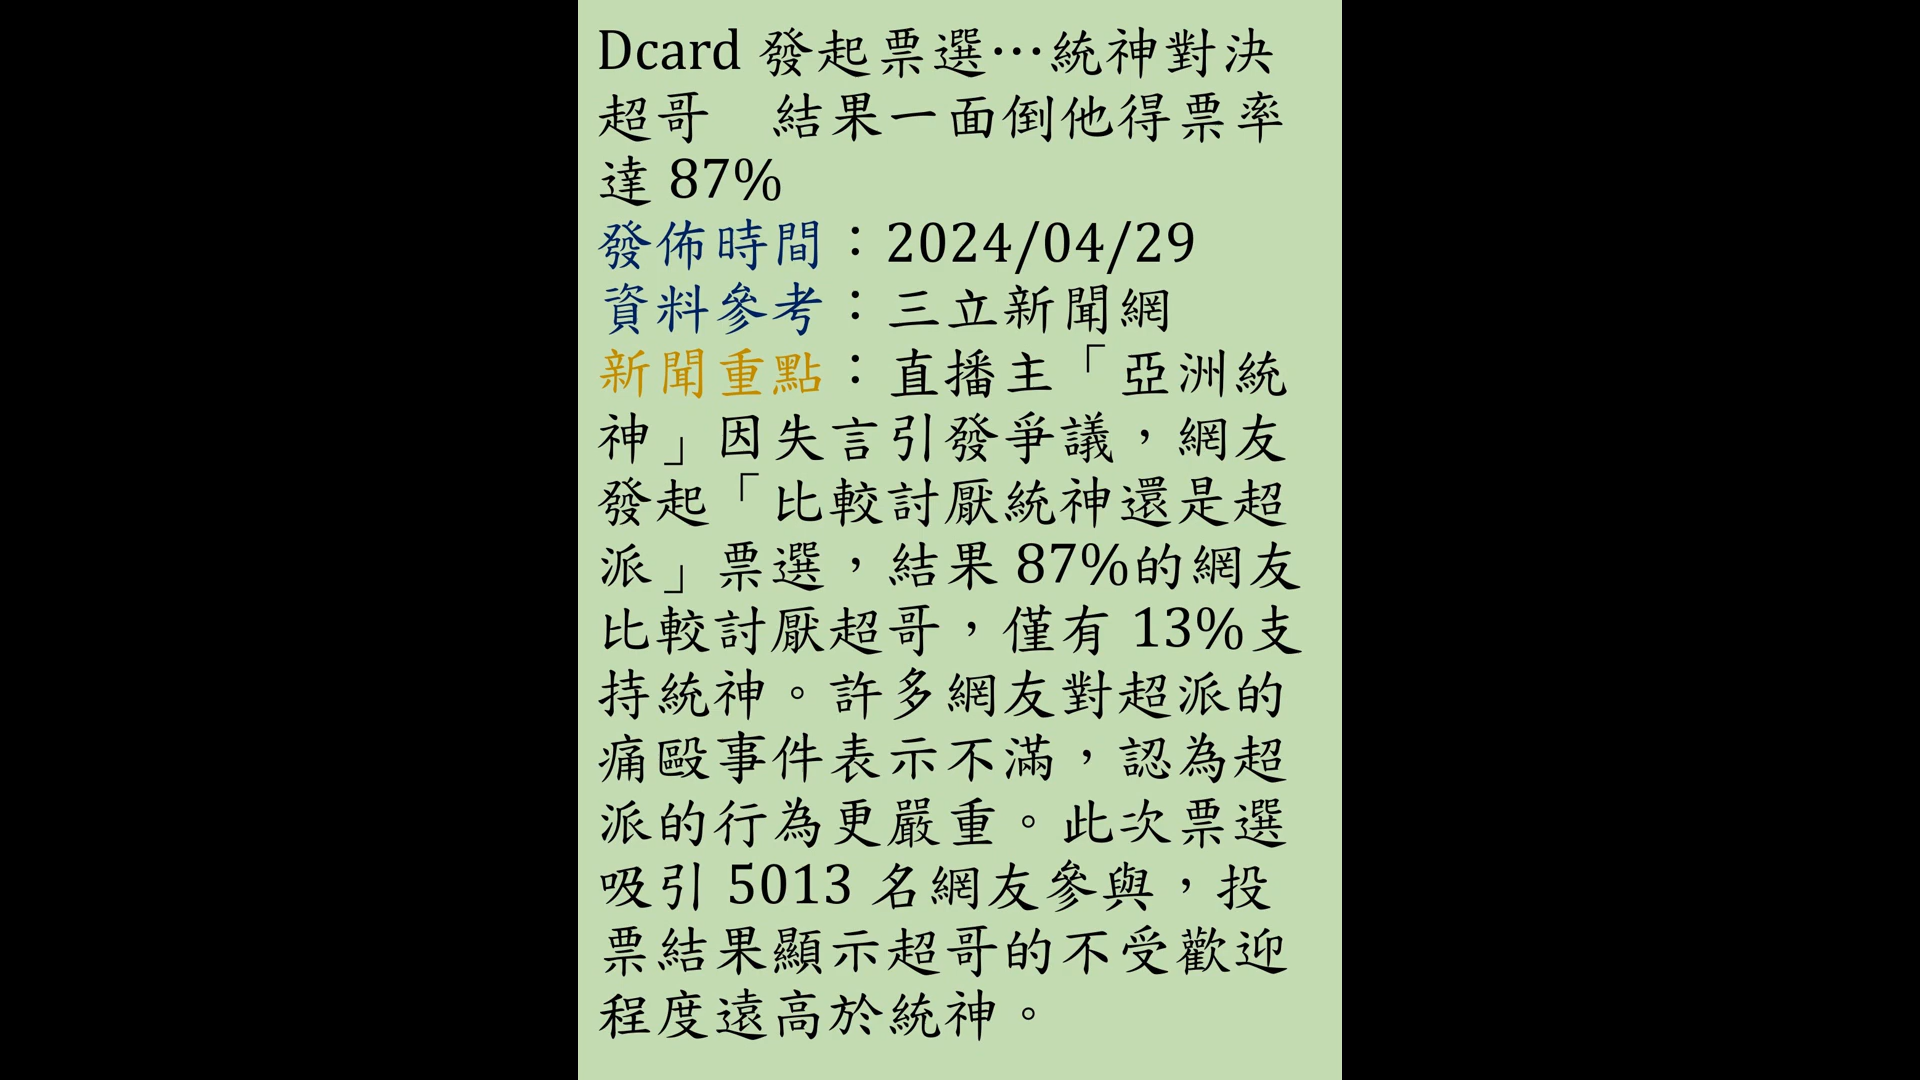 Dcard 發起票選…統神對決
超哥　結果一面倒他得票率
達 87%
發佈時間：2024/04/29
資料參考：三立新聞網
新聞重點：直播主「亞洲統
神」因失言引發爭議，網友
發起「比較討厭統神還是超
派」票選，結果 87%的網友
比較討厭超哥，僅有 13%支
持統神。許多網友對超派的
痛毆事件表示不滿，認為超
派的行為更嚴重。此次票選
吸引 5013 名網友參與，投
票結果顯示超哥的不受歡迎
程度遠高於統神。